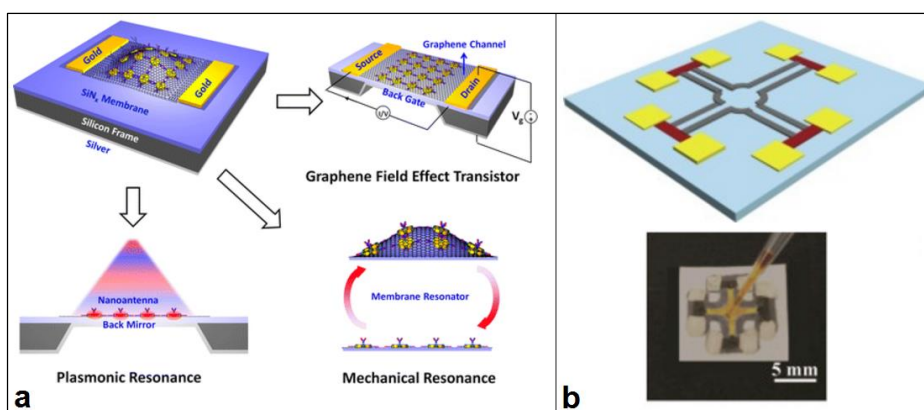 Gold
Gold
SiNx Membrane
Silicon Frame
Silver
Graphene Channel
Source
Drain
Back Gate
I/V
Vg
Graphene Field Effect Transistor
Nanoantenna
Back Mirror
Plasmonic Resonance
Membrane Resonator
Mechanical Resonance
a
5 mm
b